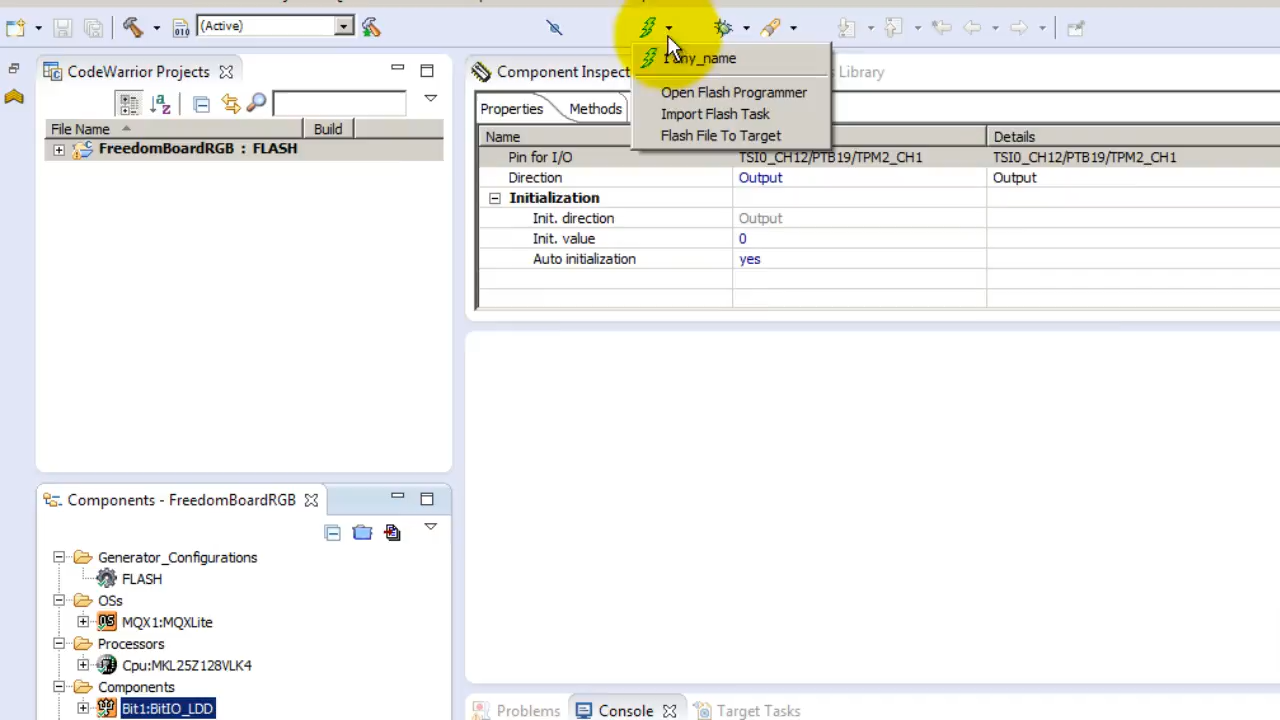 (Active)
CodeWarrior Projects
Component Inspect
Library
1 any_name
Open Flash Programmer
Import Flash Task
Flash File To Target
Properties
Methods
File Name
Build
Name
Details
FreedomBoardRGB : FLASH
Pin for I/O
TSI0_CH12/PTB19/TPM2_CH1
TSI0_CH12/PTB19/TPM2_CH1
Direction
Output
Output
Initialization
Init. direction
Output
Init. value
0
Auto initialization
yes
Components - FreedomBoardRGB
Generator_Configurations
FLASH
OSs
MQX1:MQXLite
Processors
Cpu:MKL25Z128VLK4
Components
Bit1:BitIO_LDD
Problems
Console
Target Tasks